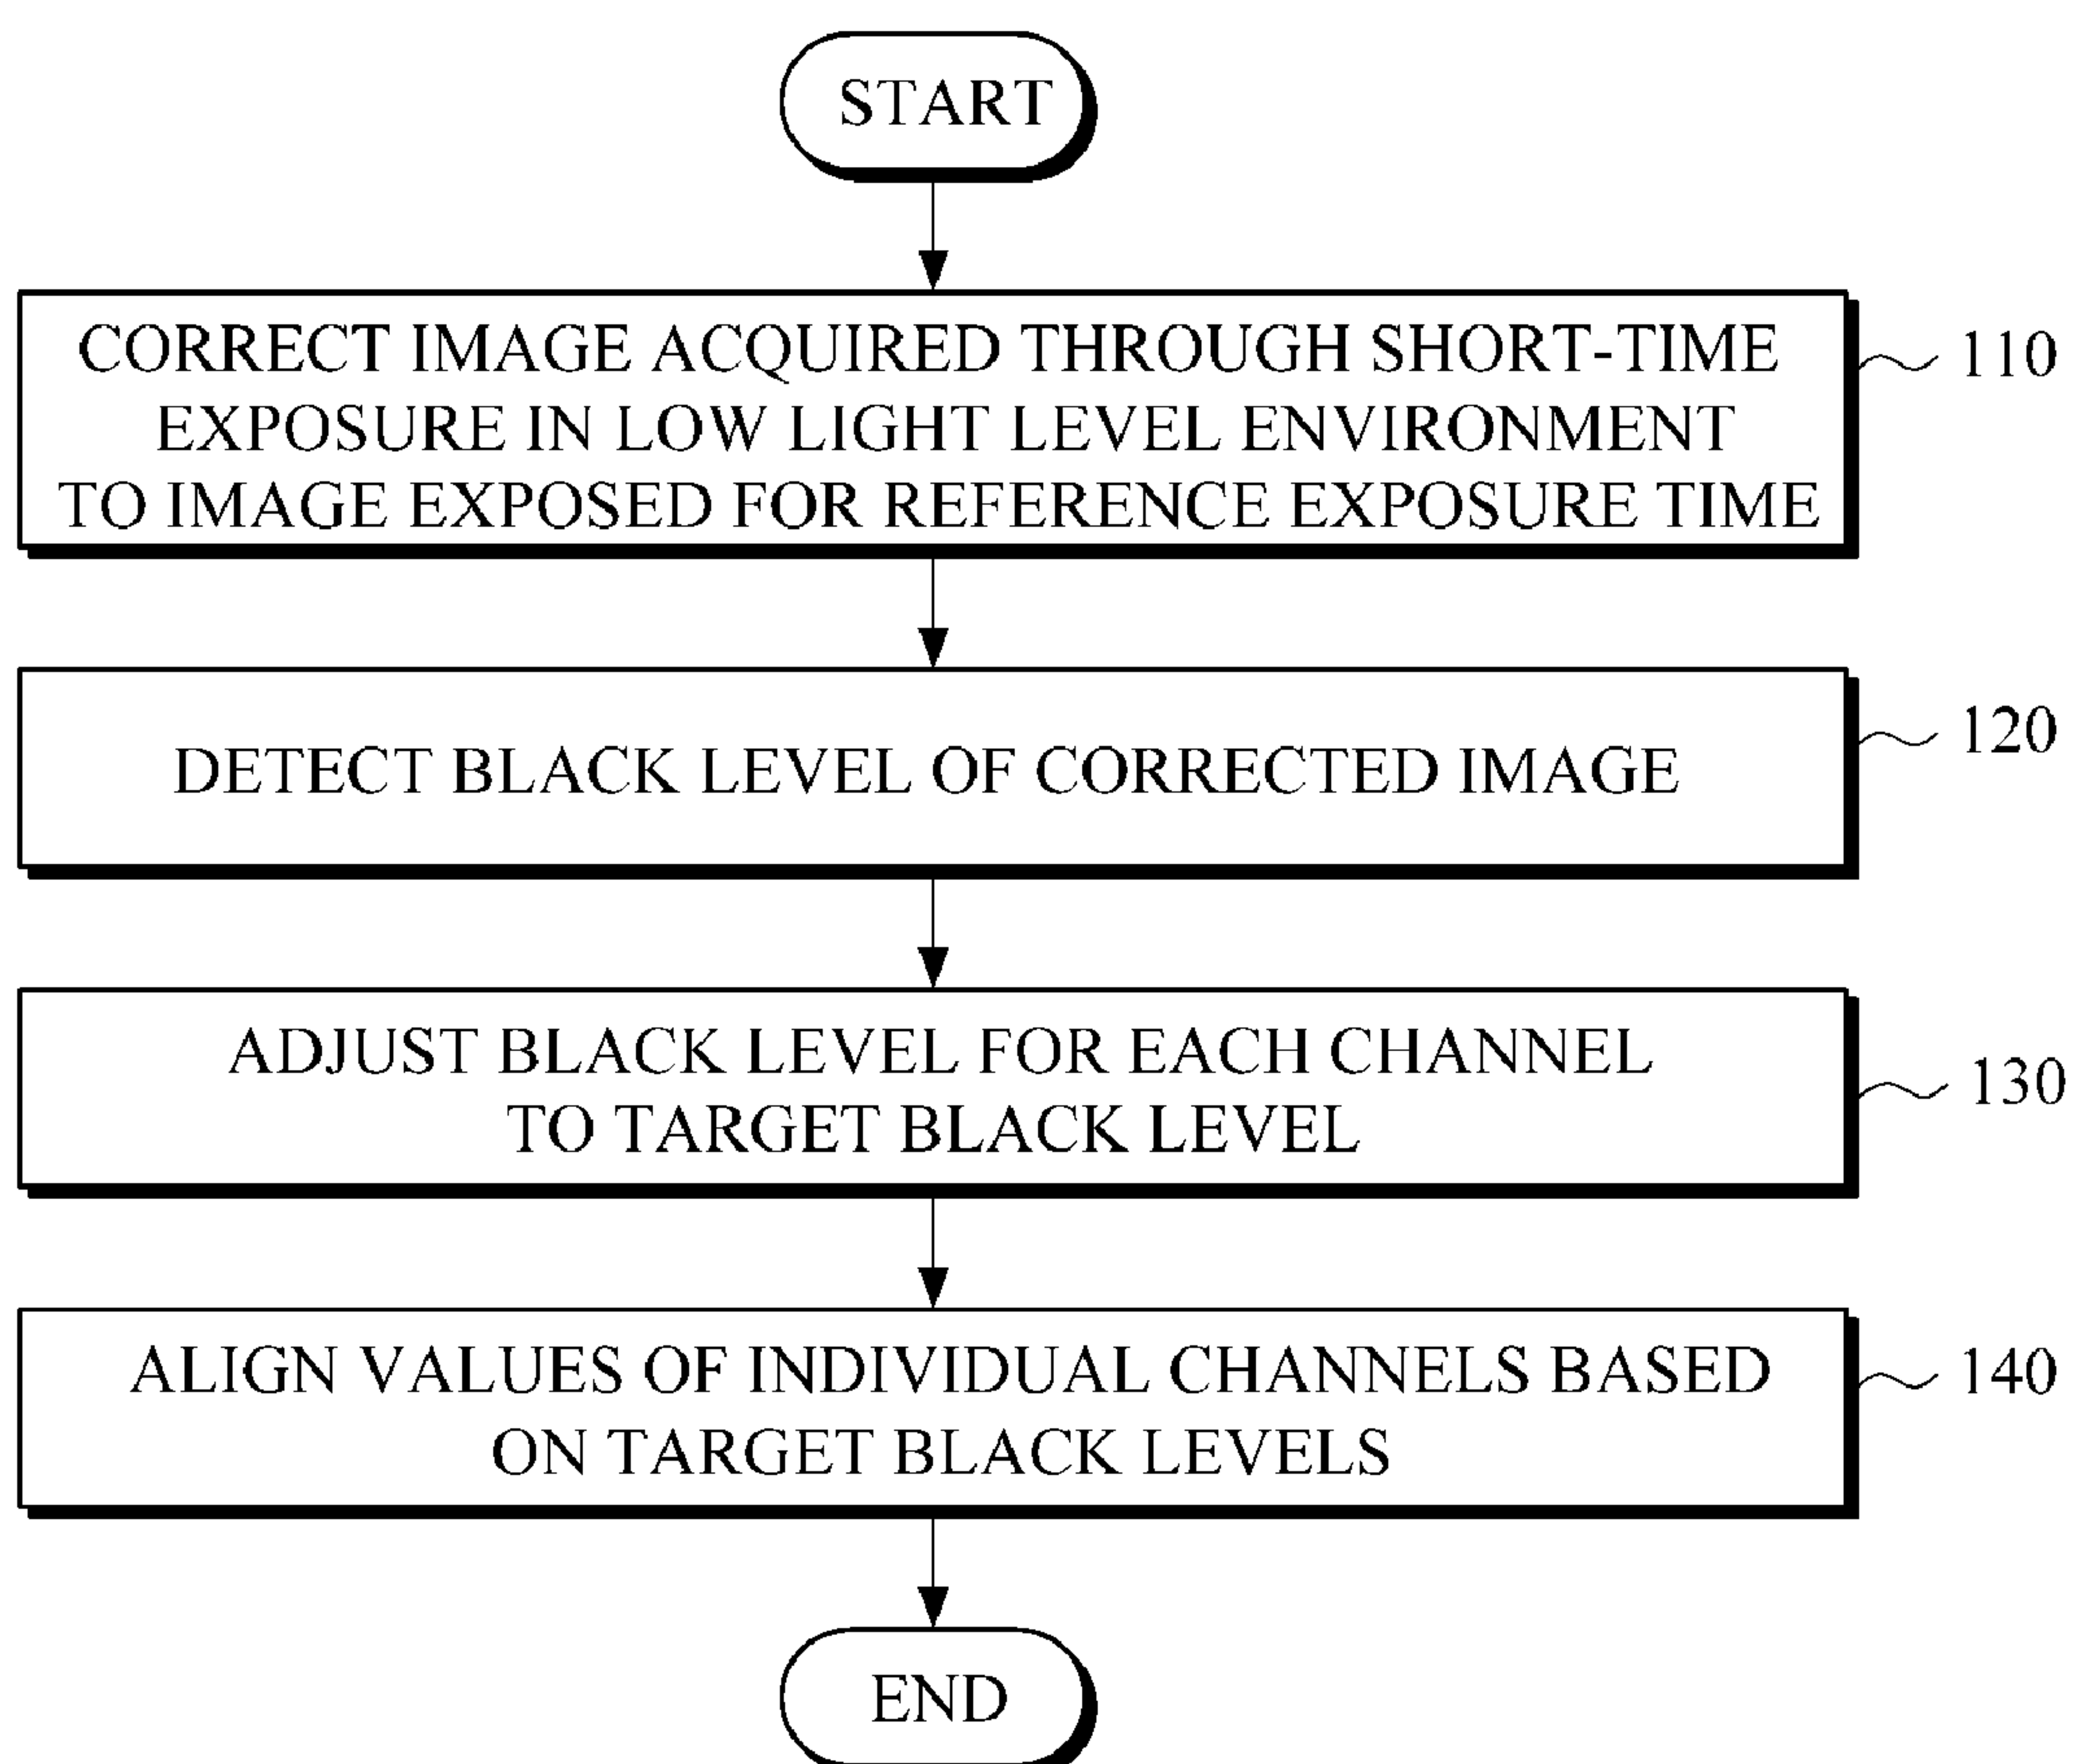 START
CORRECT IMAGE ACQUIRED THROUGH SHORT-TIME
EXPOSURE IN LOW LIGHT LEVEL ENVIRONMENT
TO IMAGE EXPOSED FOR REFERENCE EXPOSURE TIME
110
DETECT BLACK LEVEL OF CORRECTED IMAGE
120
ADJUST BLACK LEVEL FOR EACH CHANNEL
TO TARGET BLACK LEVEL
130
ALIGN VALUES OF INDIVIDUAL CHANNELS BASED
ON TARGET BLACK LEVELS
140
END